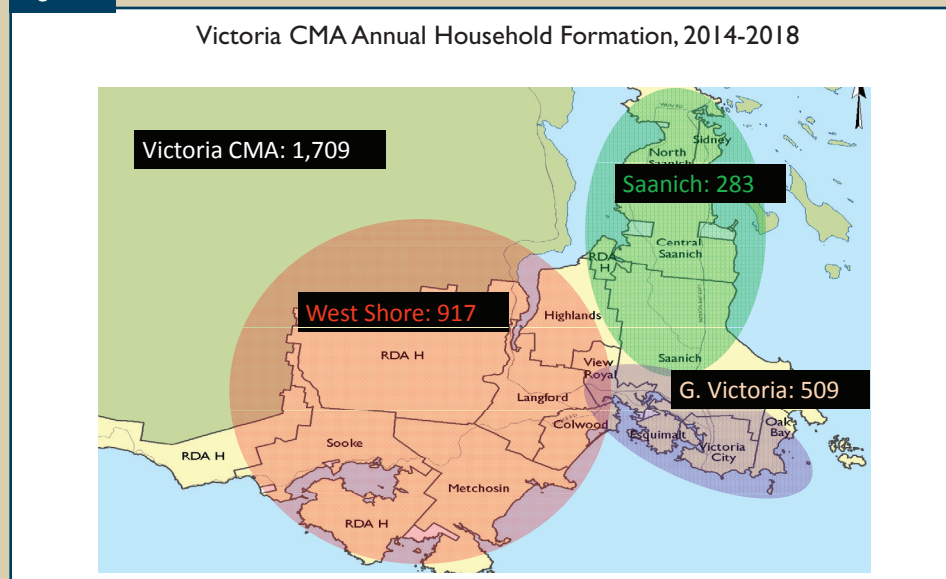 Victoria CMA Annual Household Formation, 2014-2018
Victoria CMA: 1,709
Sidney
North
Saanich
Saanich: 283
Central
Saanich
RDA
H
West Shore: 917
Highlands
RDA H
View
Royal
Saanich
G. Victoria: 509
Langford
Colwood
Oak
Bay
Esquimalt
Victoria
City
Sooke
RDA H
Metchosin
RDA H